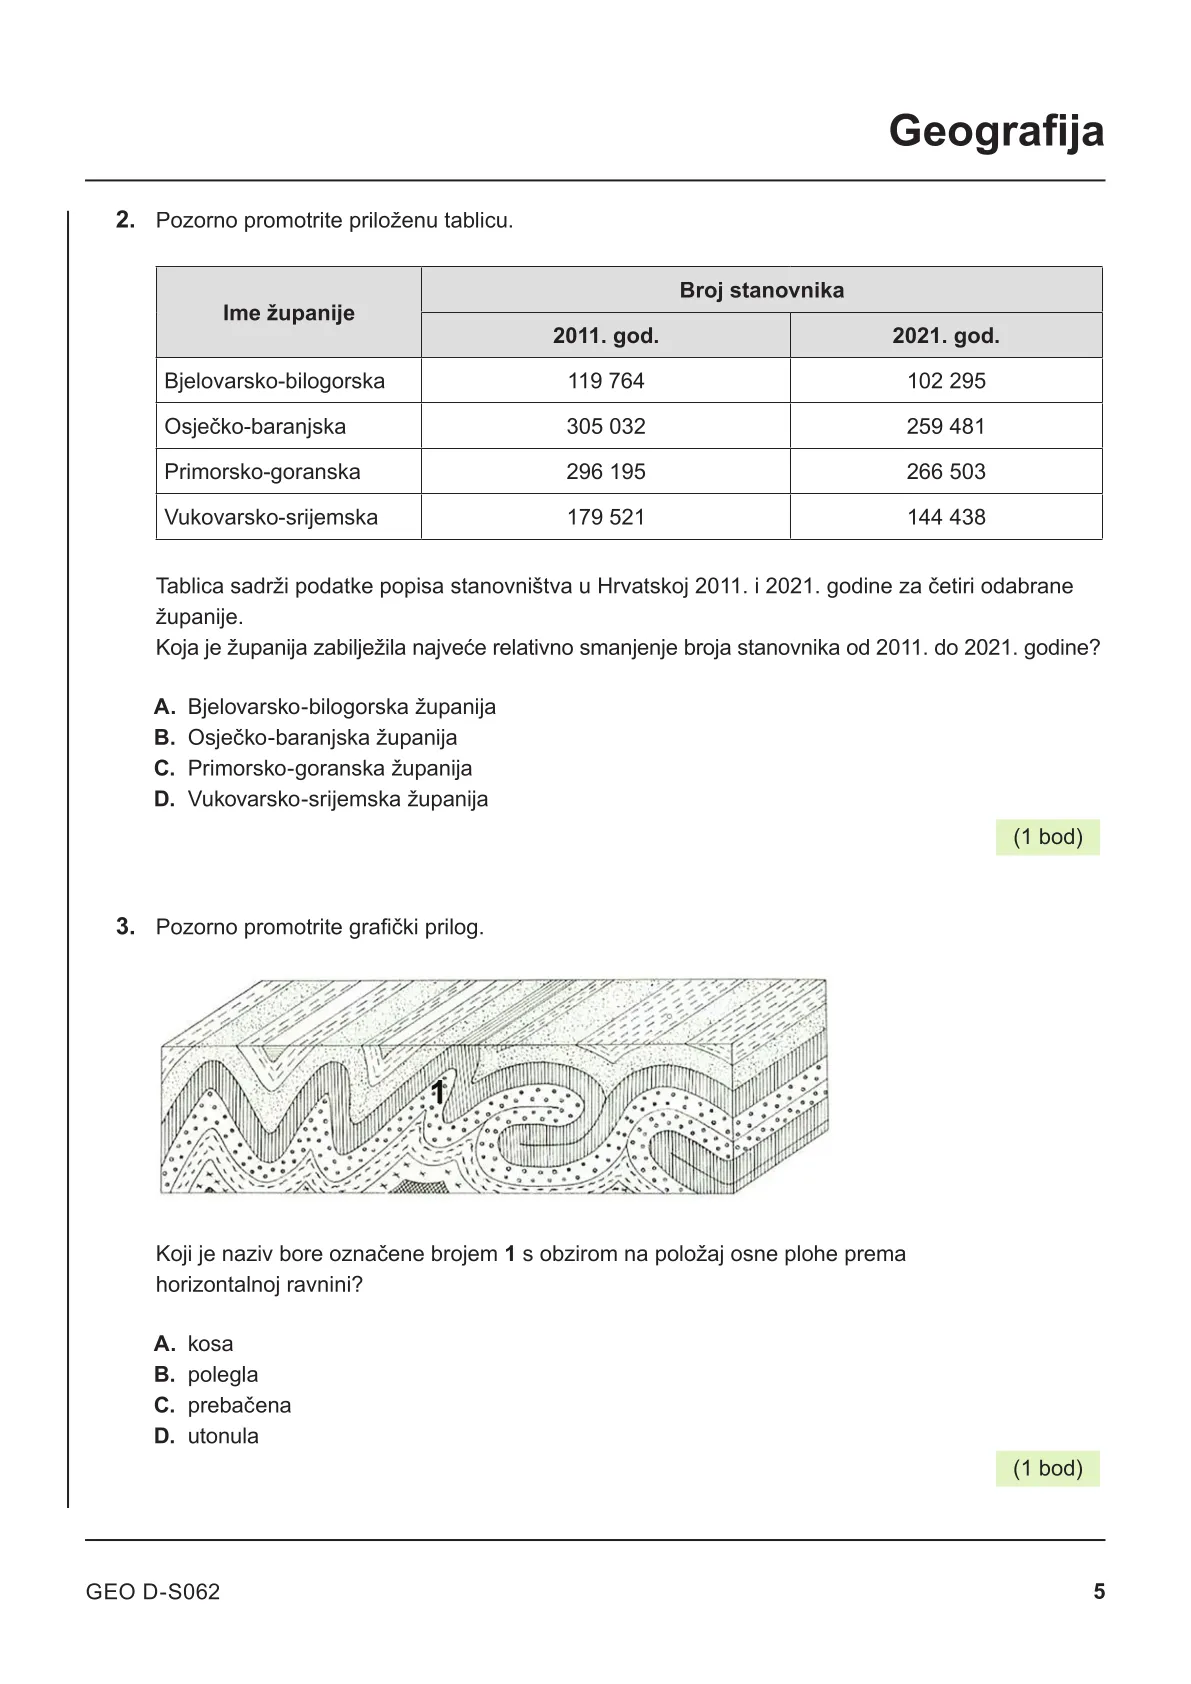 Geografija
2. Pozorno promotrite priloženu tablicu.
Ime županije
Broj stanovnika
2011. god. 2021. god.
Bjelovarsko-bilogorska 119 764 102 295
Osječko-baranjska 305 032 259 481
Primorsko-goranska 296 195 266 503
Vukovarsko-srijemska 179 521 144 438
Tablica sadrži podatke popisa stanovništva u Hrvatskoj 2011. i 2021. godine za četiri odabrane
županije.
Koja je županija zabilježila najveće relativno smanjenje broja stanovnika od 2011. do 2021. godine?
A. Bjelovarsko-bilogorska županija
B. Osječko-baranjska županija
C. Primorsko-goranska županija
D. Vukovarsko-srijemska županija
(1 bod)
3. Pozorno promotrite grafički prilog.
1
Koji je naziv bore označene brojem 1 s obzirom na položaj osne plohe prema
horizontalnoj ravnini?
A. kosa
B. polegla
C. prebačena
D. utonula
(1 bod)
GEO D-S062
5